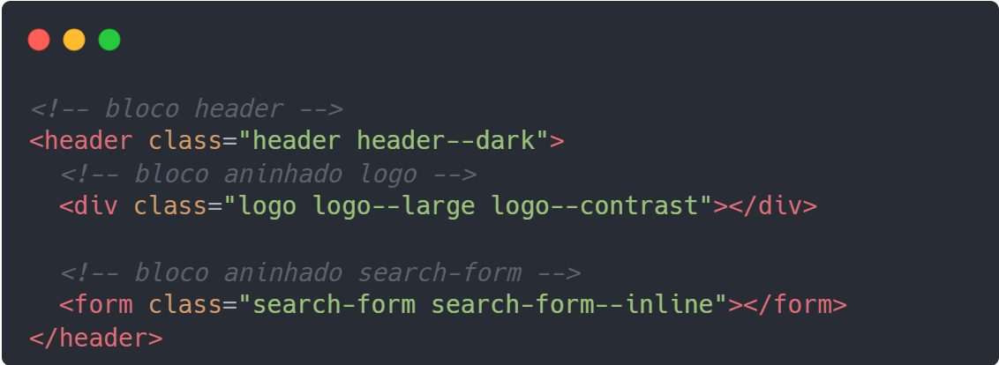 <!-- bloco header -->
<header class="header header--dark">
  <!-- bloco aninhado logo -->
  <div class="logo logo--large logo--contrast"></div>

  <!-- bloco aninhado search-form -->
  <form class="search-form search-form--inline"></form>
</header>